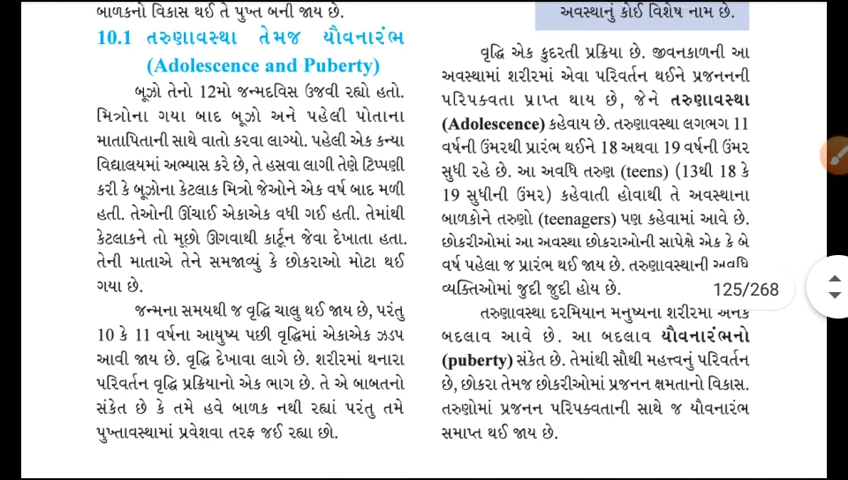 બાળકનો વિકાસ થઈ તે પુખ્ત બની જાય છે.
10.1 તરુણાવસ્થા તેમજ યૌવનારંભ
(Adolescence and Puberty)
બૂઝો તેનો 12મો જન્મદિવસ ઉજવી રહ્યો હતો.
મિત્રોના ગયા બાદ બૂઝો અને પહેલી પોતાના
માતાપિતાની સાથે વાતો કરવા લાગ્યો. પહેલી એક કન્યા
વિદ્યાલયમાં અભ્યાસ કરે છે, તે હસવા લાગી તેણે ટિપ્પણી
કરી કે બૂઝોના કેટલાક મિત્રો જેઓને એક વર્ષ બાદ મળી
હતી. તેઓની ઊંચાઈ એકાએક વધી ગઈ હતી. તેમાંથી
કેટલાકને તો મૂછો ઊગવાથી કાર્ટૂન જેવા દેખાતા હતા.
તેની માતાએ તેને સમજાવ્યું કે છોકરાઓ મોટા થઈ
ગયા છે.
જન્મના સમયથી જ વૃદ્ધિ ચાલુ થઈ જાય છે, પરંતુ
10 કે 11 વર્ષના આયુષ્ય પછી વૃદ્ધિમાં એકાએક ઝડપ
આવી જાય છે. વૃદ્ધિ દેખાવા લાગે છે. શરીરમાં થનારા
પરિવર્તન વૃદ્ધિ પ્રક્રિયાનો એક ભાગ છે. તે એ બાબતનો
સંકેત છે કે તમે હવે બાળક નથી રહ્યાં પરંતુ તમે
પુખ્તાવસ્થામાં પ્રવેશવા તરફ જઈ રહ્યા છો.
અવસ્થાનું કોઈ વિશેષ નામ છે.
વૃદ્ધિ એક કુદરતી પ્રક્રિયા છે. જીવનકાળની આ
અવસ્થામાં શરીરમાં એવા પરિવર્તન થઈને પ્રજનનની
પરિપક્વતા પ્રાપ્ત થાય છે, જેને તરુણાવસ્થા
(Adolescence) કહેવાય છે. તરુણાવસ્થા લગભગ 11
વર્ષની ઉંમરથી પ્રારંભ થઈને 18 અથવા 19 વર્ષની ઉંમર
સુધી રહે છે. આ અવધિ તરુણ (teens) (13થી 18 કે
19 સુધીની ઉંમર) કહેવાતી હોવાથી તે અવસ્થાના
બાળકોને તરુણો (teenagers) પણ કહેવામાં આવે છે.
છોકરીઓમાં આ અવસ્થા છોકરાઓની સાપેક્ષે એક કે બે
વર્ષ પહેલા જ પ્રારંભ થઈ જાય છે. તરુણાવસ્થાની અવધિ
વ્યક્તિઓમાં જુદી જુદી હોય છે.
125/268
તરુણાવસ્થા દરમિયાન મનુષ્યના શરીરમાં અનેક
બદલાવ આવે છે. આ બદલાવ યૌવનારંભનો
(puberty) સંકેત છે. તેમાંથી સૌથી મહત્ત્વનું પરિવર્તન
છે, છોકરા તેમજ છોકરીઓમાં પ્રજનન ક્ષમતાનો વિકાસ.
તરુણોમાં પ્રજનન પરિપક્વતાની સાથે જ યૌવનારંભ
સમાપ્ત થઈ જાય છે.